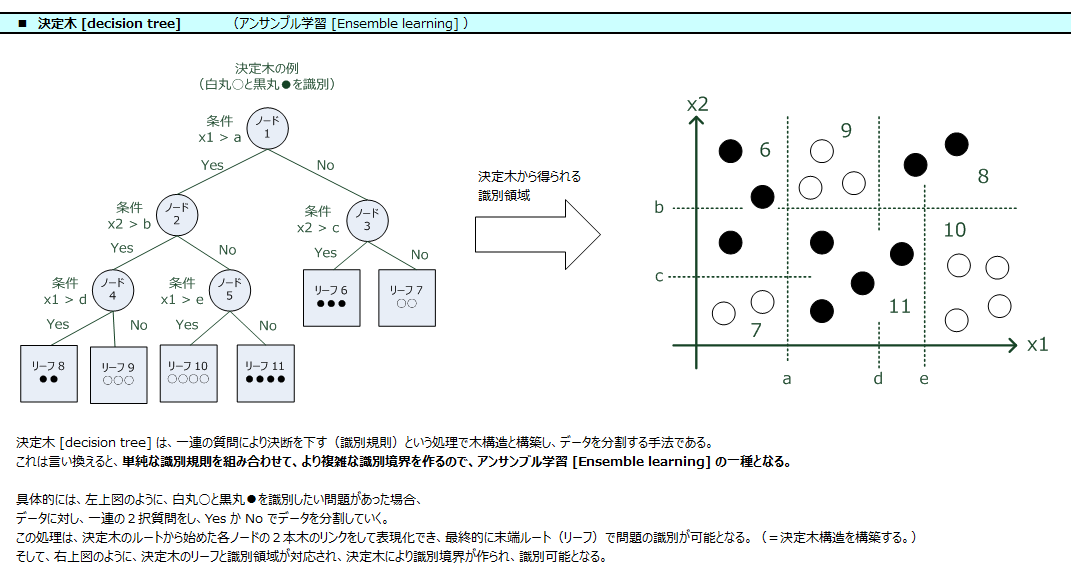 ■ 決定木 [decision tree] （アンサンブル学習 [Ensemble learning] ）
決定木の例
（白丸○と黒丸●を識別）
条件
x1 > a
ノード
1
Yes
No
条件
x2 > b
ノード
2
条件
x2 > c
ノード
3
Yes
No
Yes
No
条件
x1 > d
ノード
4
条件
x1 > e
ノード
5
Yes
No
Yes
No
リーフ 6
●●●
リーフ 7
○○
リーフ 8
●●
リーフ 9
○○○
リーフ 10
○○○○
リーフ 11
●●●●
決定木から得られる
識別領域
x2
6
9
8
b
10
c
7
11
x1
a
d
e
決定木 [decision tree] は、一連の質問により決断を下す（識別規則）という処理で木構造と構築し、データを分割する手法である。
これは言い換えると、単純な識別規則を組み合わせて、より複雑な識別境界を作るので、アンサンブル学習 [Ensemble learning] の一種となる。
具体的には、左上図のように、白丸○と黒丸●を識別したい問題があった場合、
データに対し、一連の２択質問をし、Yes か No でデータを分割していく。
この処理は、決定木のルートから始めた各ノードの２本木のリンクをして表現化でき、最終的に末端ルート（リーフ）で問題の識別が可能となる。（＝決定木構造を構築する。）
そして、右上図のように、決定木のリーフと識別領域が対応され、決定木により識別境界が作られ、識別可能となる。